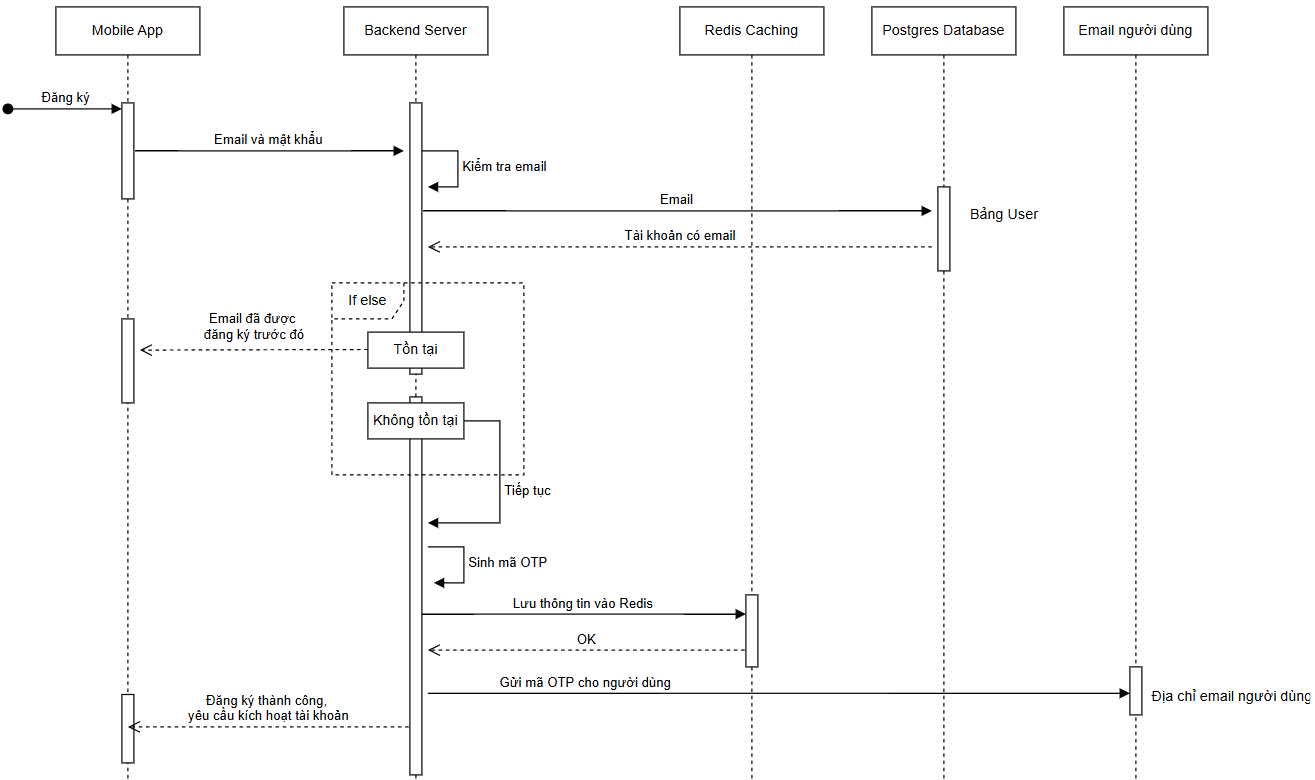 Mobile App
Backend Server
Redis Caching
Postgres Database
Email người dùng
Đăng ký
Email và mật khẩu
Kiểm tra email
Email
Bảng User
Tài khoản có email
If else
Email đã được
đăng ký trước đó
Tồn tại
Không tồn tại
Tiếp tục
Sinh mã OTP
Lưu thông tin vào Redis
OK
Gửi mã OTP cho người dùng
Địa chỉ email người dùng
Đăng ký thành công,
yêu cầu kích hoạt tài khoản